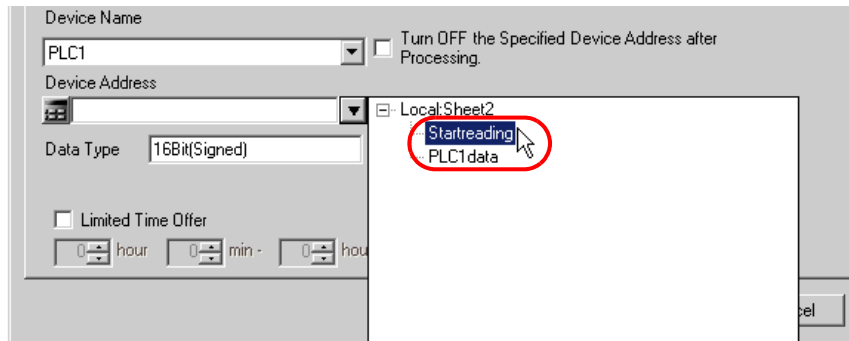 Device Name
PLC1
Turn OFF the Specified Device Address after
Processing.
Device Address
Local:Sheet2
Startreading
PLC1data
Data Type 16Bit(Signed)
Limited Time Offer
0 hour 0 min - 0 hou
cel